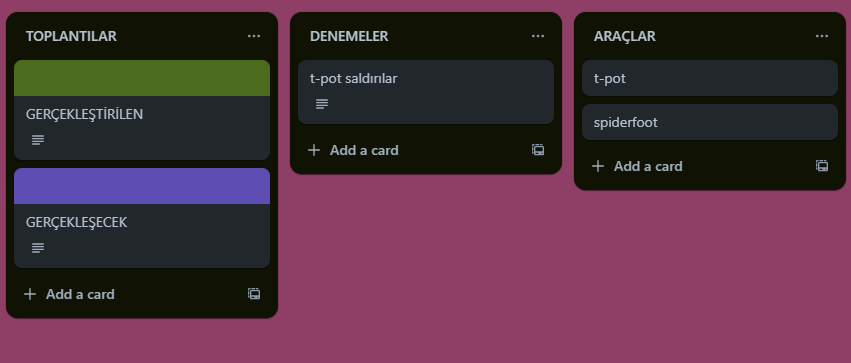 TOPLANTILAR
GERÇEKLEŞTİRİLEN
GERÇEKLEŞECEK
Add a card
DENEMELER
t-pot saldırılar
Add a card
ARAÇLAR
t-pot
spiderfoot
Add a card